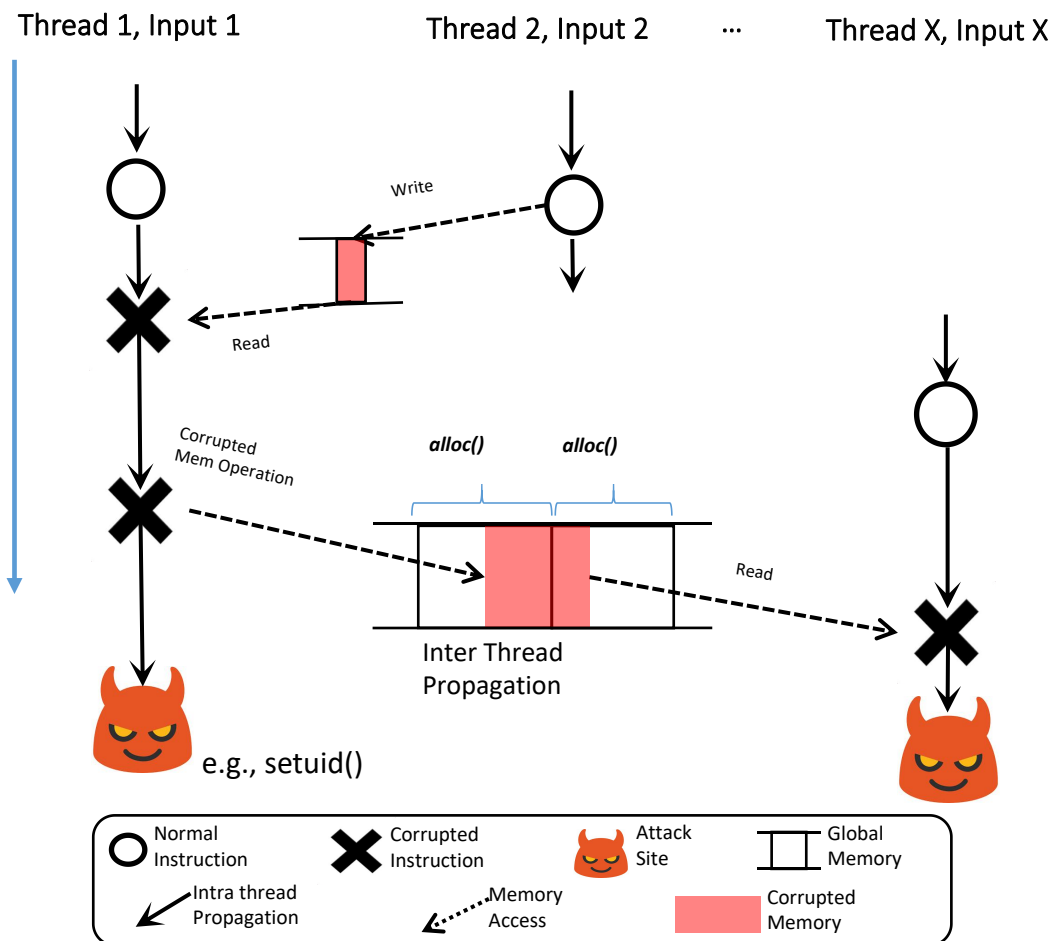 Thread 1, Input 1
Thread 2, Input 2
...
Thread X, Input X
Write
Read
Corrupted
Mem Operation
alloc()
alloc()
Read
Inter Thread
Propagation
e.g., setuid()
Normal
Instruction
Corrupted
Instruction
Attack
Site
Global
Memory
Intra thread
Propagation
Memory
Access
Corrupted
Memory